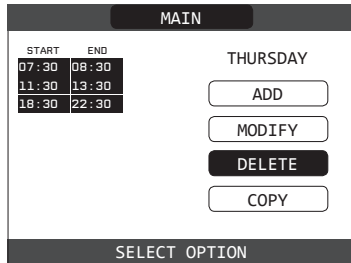 MAIN
START END
07:30 08:30
11:30 13:30
18:30 22:30
THURSDAY
ADD
MODIFY
DELETE
COPY
SELECT OPTION